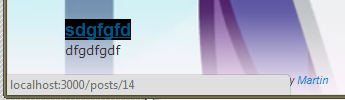 sdgfgfd
dfgdfgdf
localhost:3000/posts/14
y Martin